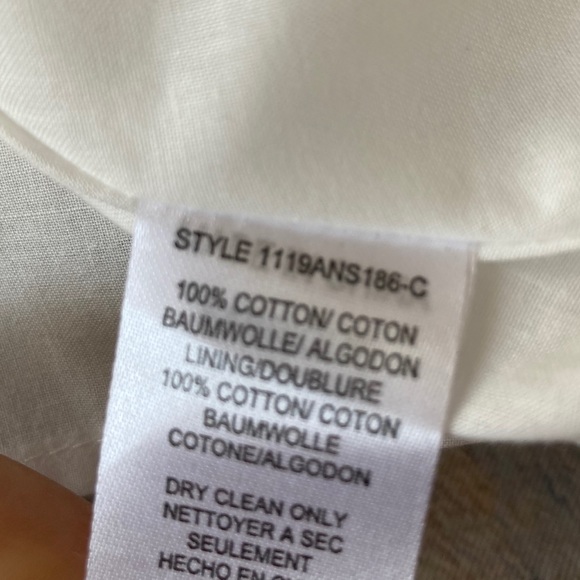 STYLE 1119ANS186-C
100% COTTON/ COTON
BAUMWOLLE/ ALGODON
LINING/DOUBLURE
100% COTTON/ COTON
BAUMWOLLE
COTONE/ALGODON
DRY CLEAN ONLY
NETTOYER A SEC
SEULEMENT
HECHO EN